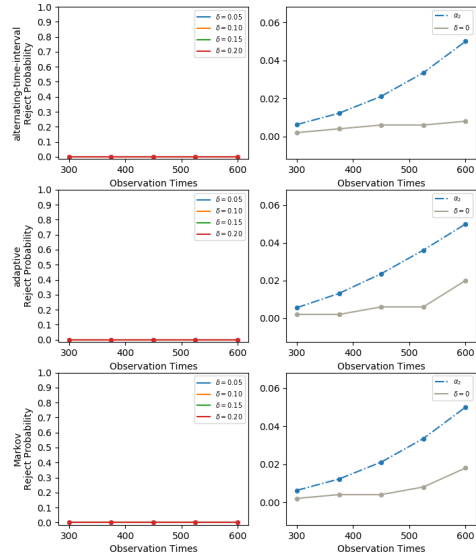 alternating-time-interval
Reject Probability
1.0
0.9
0.8
0.7
0.6
0.5
0.4
0.3
0.2
0.1
0.0
δ = 0.05
δ = 0.10
δ = 0.15
δ = 0.20
300 400 500 600
Observation Times
0.06
0.04
0.02
0.00
α₂
δ = 0
300 400 500 600
Observation Times
adaptive
Reject Probability
1.0
0.9
0.8
0.7
0.6
0.5
0.4
0.3
0.2
0.1
0.0
δ = 0.05
δ = 0.10
δ = 0.15
δ = 0.20
300 400 500 600
Observation Times
0.06
0.04
0.02
0.00
α₂
δ = 0
300 400 500 600
Observation Times
Markov
Reject Probability
1.0
0.9
0.8
0.7
0.6
0.5
0.4
0.3
0.2
0.1
0.0
δ = 0.05
δ = 0.10
δ = 0.15
δ = 0.20
300 400 500 600
Observation Times
0.06
0.04
0.02
0.00
α₂
δ = 0
300 400 500 600
Observation Times